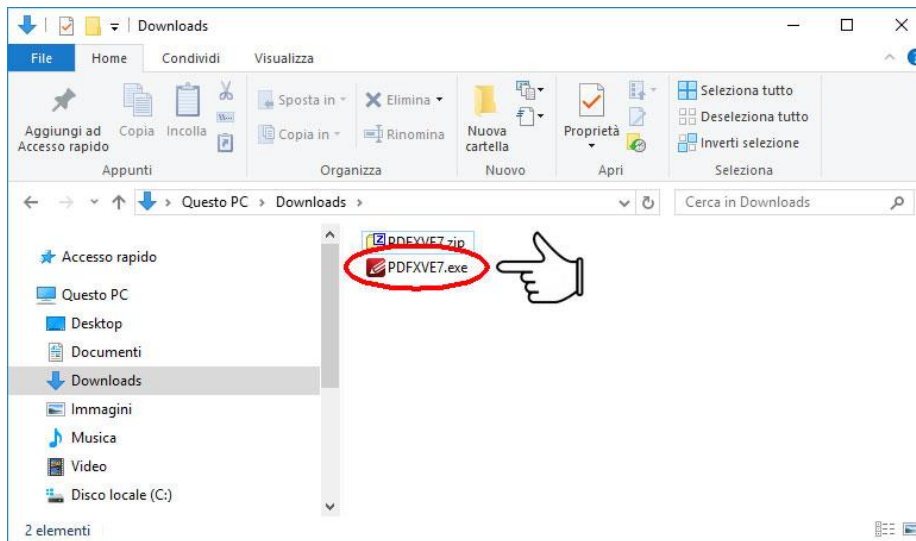 Downloads
File Home Condividi Visualizza
Aggiungi ad
Accesso rapido
Copia
Incolla
Sposta in
Copia in
Elimina
Rinomina
Nuova
cartella
Proprietà
Seleziona tutto
Deseleziona tutto
Inverti selezione
Appunti Organizza Nuovo Apri Seleziona
Questo PC > Downloads >
Cerca in Downloads
Accesso rapido
Questo PC
Desktop
Documenti
Downloads
Immagini
Musica
Video
Disco locale (C:)
PDFXVE7.zip
PDFXVE7.exe
2 elementi